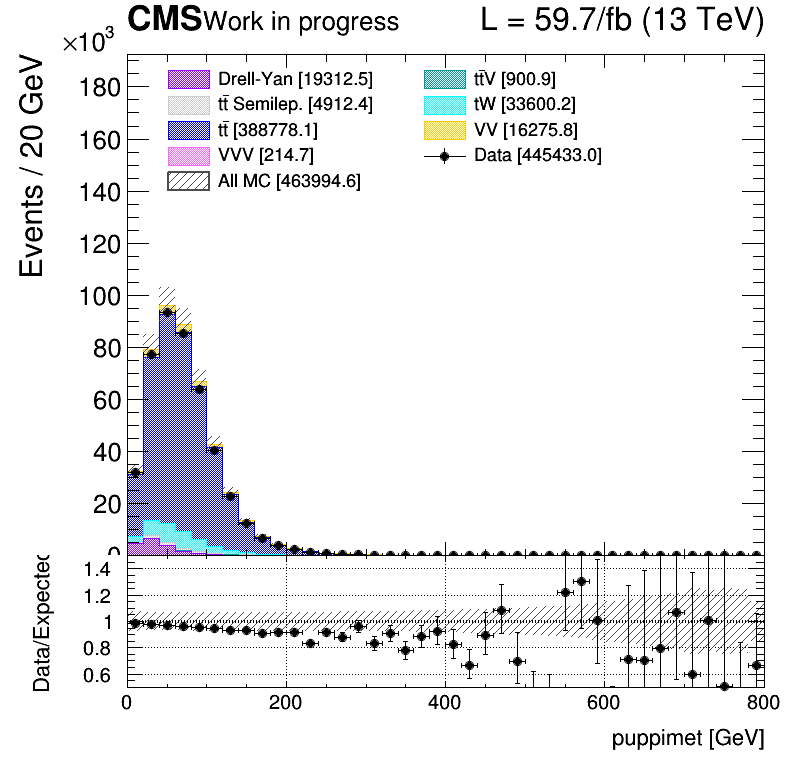 CMS Work in progress L = 59.7/fb (13 TeV)
×10³
Events / 20 GeV
180
160
140
120
100
80
60
40
20
0
Drell-Yan [19312.5]
tt̄ Semilep. [4912.4]
tt̄ [388778.1]
VVV [214.7]
All MC [463994.6]
tt̄V [900.9]
tW [33600.2]
VV [16275.8]
Data [445433.0]
Data/Expected
1.4
1.2
1
0.8
0.6
0 200 400 600 800
puppimet [GeV]